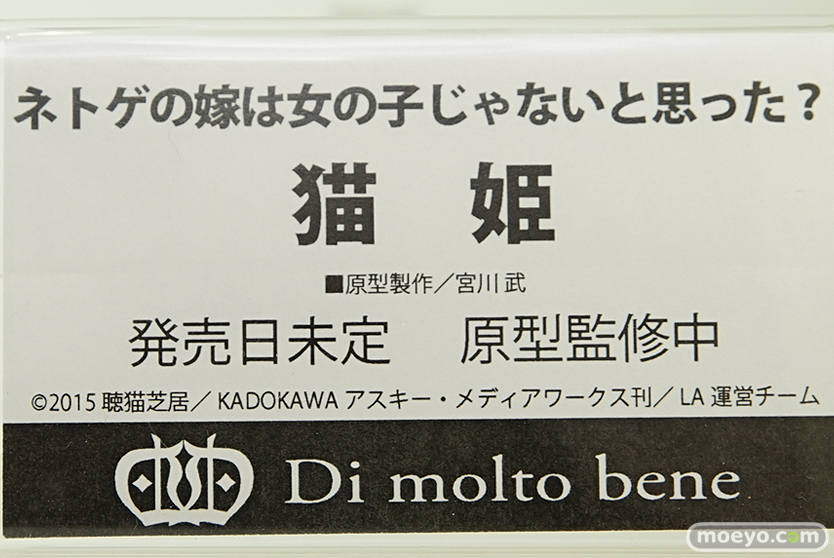 ネトゲの嫁は女の子じゃないと思った？
猫　姫
■原型製作／宮川 武
発売日未定　原型監修中
©2015 聴猫芝居／KADOKAWA アスキー・メディアワークス刊／LA 運営チーム
Di molto bene
moeyo.com